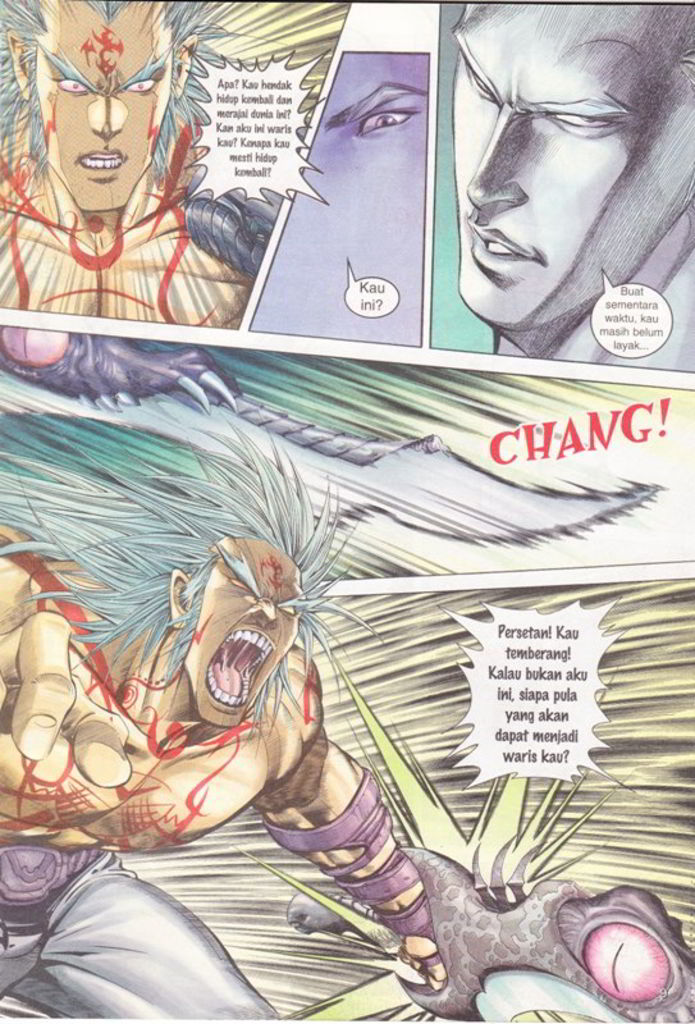 Apa? Kau hendak
hidup kembali dan
merajai dunia ini?
Kan aku ini waris
kau? Kenapa kau
mesti hidup
kembali?
Kau
ini?
Buat
sementara
waktu, kau
masih belum
layak...
CHANG!
Persetan! Kau
temberang!
Kalau bukan aku
ini, siapa pula
yang akan
dapat menjadi
waris kau?